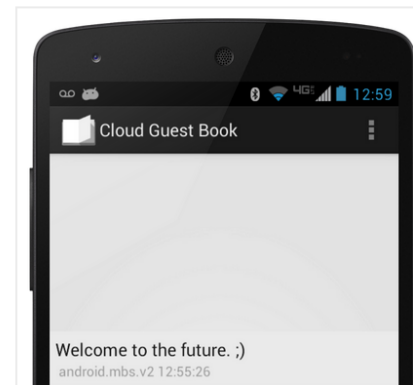 4G 12:59
Cloud Guest Book
Welcome to the future. ;)
android.mbs.v2 12:55:26